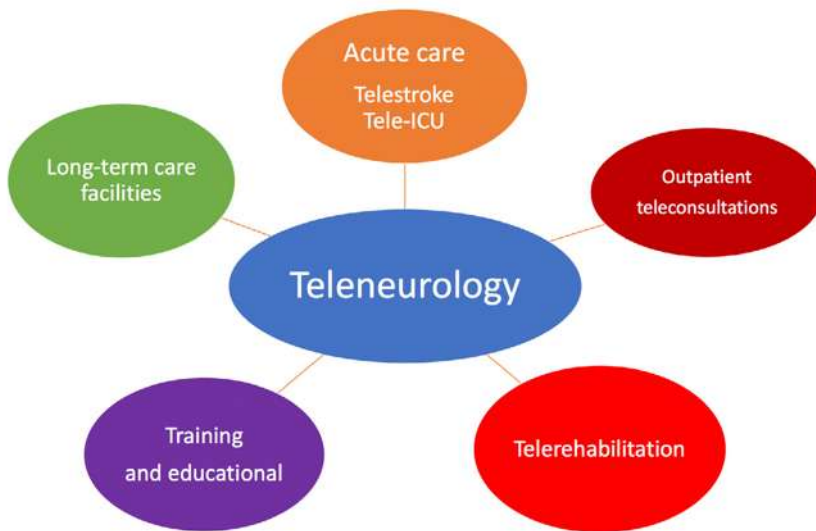 Acute care
Telestroke
Tele-ICU
Long-term care
facilities
Outpatient
teleconsultations
Teleneurology
Training
and educational
Telerehabilitation